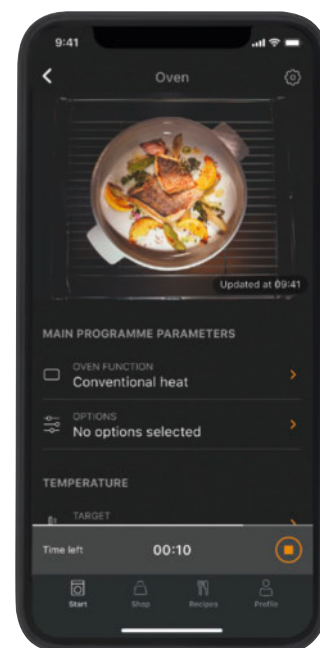 9:41
Oven
Updated at 09:41
MAIN PROGRAMME PARAMETERS
OVEN FUNCTION
Conventional heat
OPTIONS
No options selected
TEMPERATURE
TARGET
Time left 00:10
Start Shop Recipes Profile